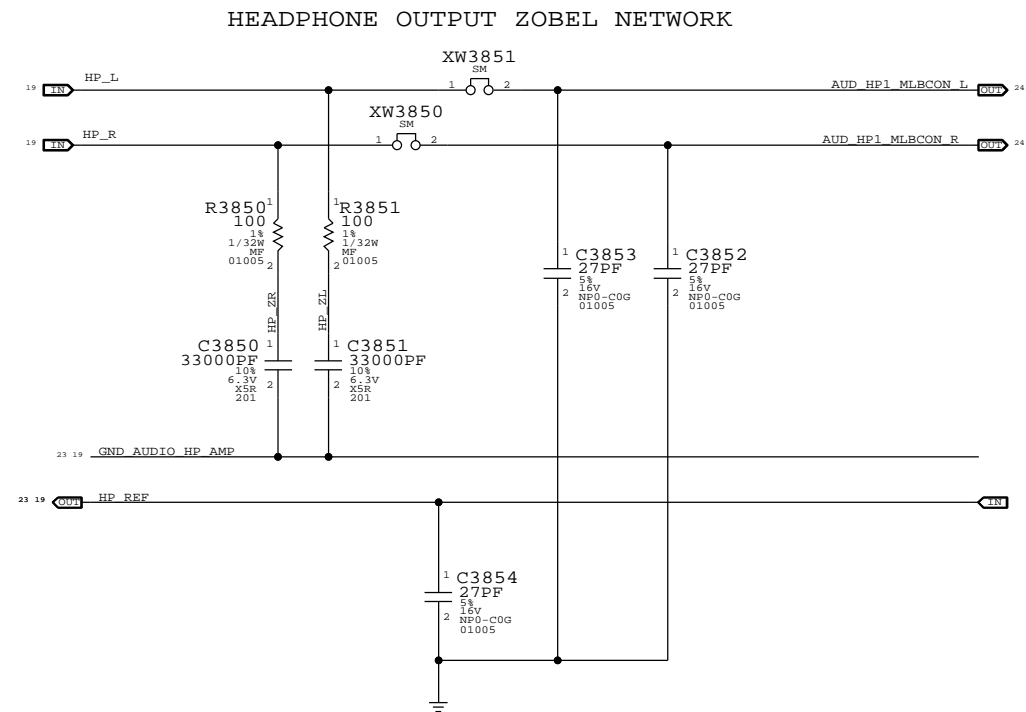 HEADPHONE OUTPUT ZOBEL NETWORK
XW3851
SM
19 IN HP_L 1 2 AUD_HP1_MLBCON_L OUT 24
XW3850
SM
19 IN HP_R 1 2 AUD_HP1_MLBCON_R OUT 24
R3850 1
100
1%
1/32W
MF
01005
2
1 R3851
100
1%
1/32W
MF
01005
2
1 C3853
27PF
5%
16V
2 NP0-C0G
01005
1 C3852
27PF
5%
16V
2 NP0-C0G
01005
HP_ZR
HP_ZL
C3850 1
33000PF
10%
6.3V
X5R 2
201
1 C3851
33000PF
10%
6.3V
2 X5R
201
23 19 GND_AUDIO_HP_AMP
23 19 OUT HP_REF IN
1 C3854
27PF
5%
16V
2 NP0-C0G
01005